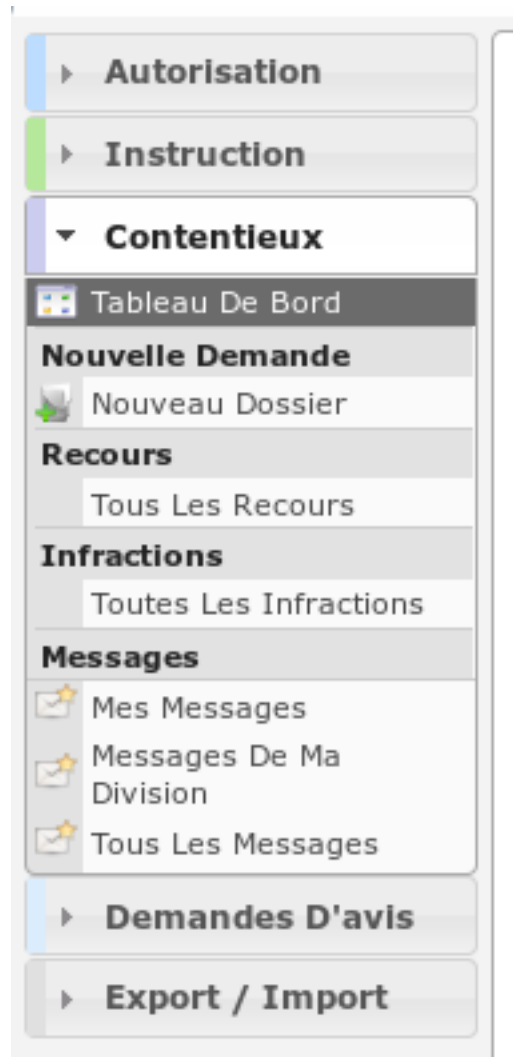 Autorisation
Instruction
Contentieux
Tableau De Bord
Nouvelle Demande
Nouveau Dossier
Recours
Tous Les Recours
Infractions
Toutes Les Infractions
Messages
Mes Messages
Messages De Ma
Division
Tous Les Messages
Demandes D'avis
Export / Import